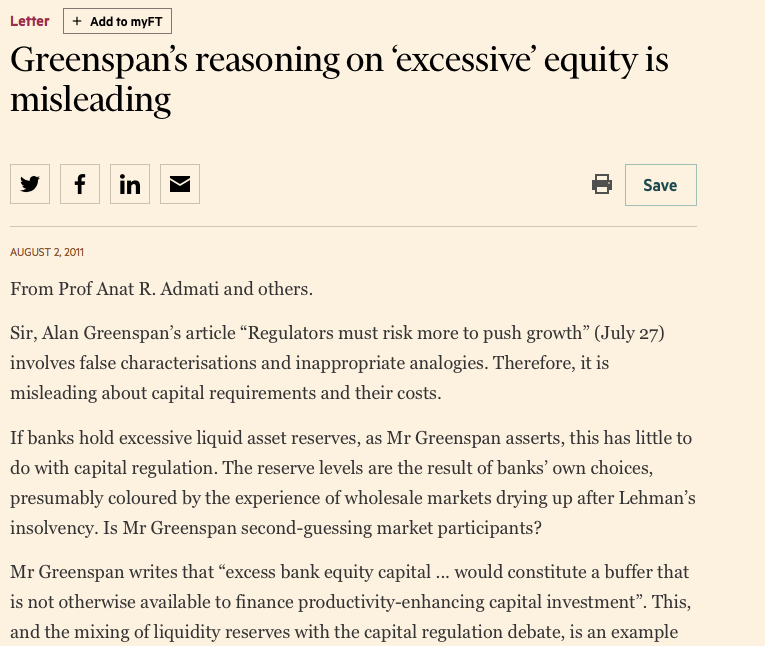 Letter + Add to myFT
Greenspan’s reasoning on ‘excessive’ equity is
misleading
Save
AUGUST 2, 2011
From Prof Anat R. Admati and others.
Sir, Alan Greenspan’s article “Regulators must risk more to push growth” (July 27)
involves false characterisations and inappropriate analogies. Therefore, it is
misleading about capital requirements and their costs.
If banks hold excessive liquid asset reserves, as Mr Greenspan asserts, this has little to
do with capital regulation. The reserve levels are the result of banks’ own choices,
presumably coloured by the experience of wholesale markets drying up after Lehman’s
insolvency. Is Mr Greenspan second-guessing market participants?
Mr Greenspan writes that “excess bank equity capital ... would constitute a buffer that
is not otherwise available to finance productivity-enhancing capital investment”. This,
and the mixing of liquidity reserves with the capital regulation debate, is an example